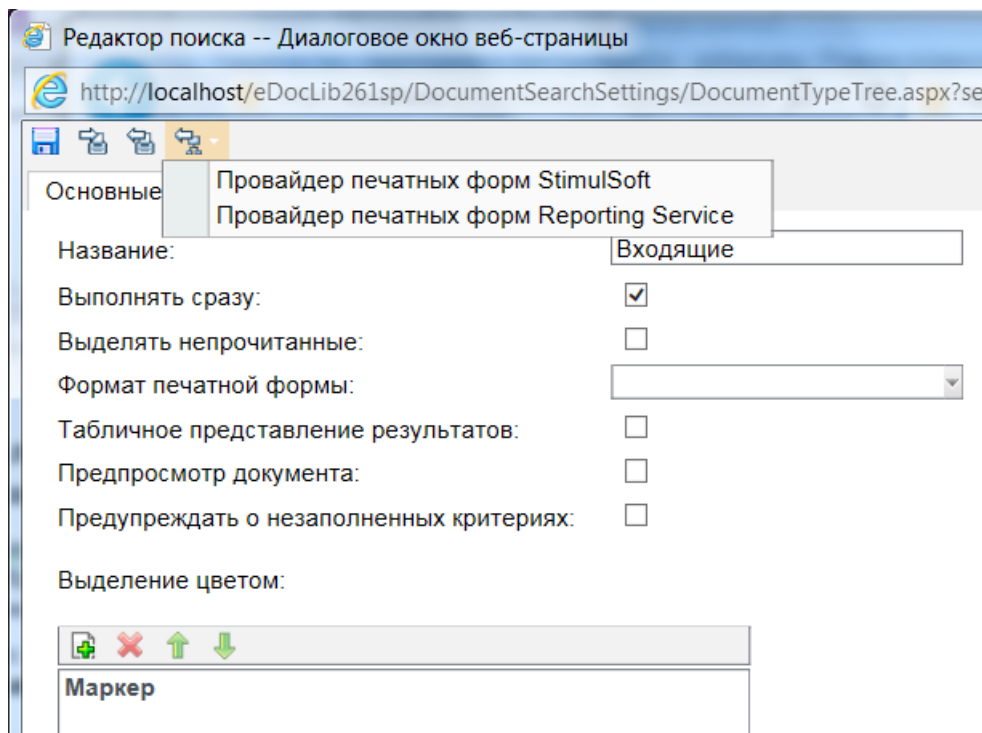 Редактор поиска -- Диалоговое окно веб-страницы
http://localhost/eDocLib261sp/DocumentSearchSettings/DocumentTypeTree.aspx?se
Провайдер печатных форм StimulSoft
Основные
Провайдер печатных форм Reporting Service
Название: Входящие
Выполнять сразу:
Выделять непрочитанные:
Формат печатной формы:
Табличное представление результатов:
Предпросмотр документа:
Предупреждать о незаполненных критериях:
Выделение цветом:
Маркер